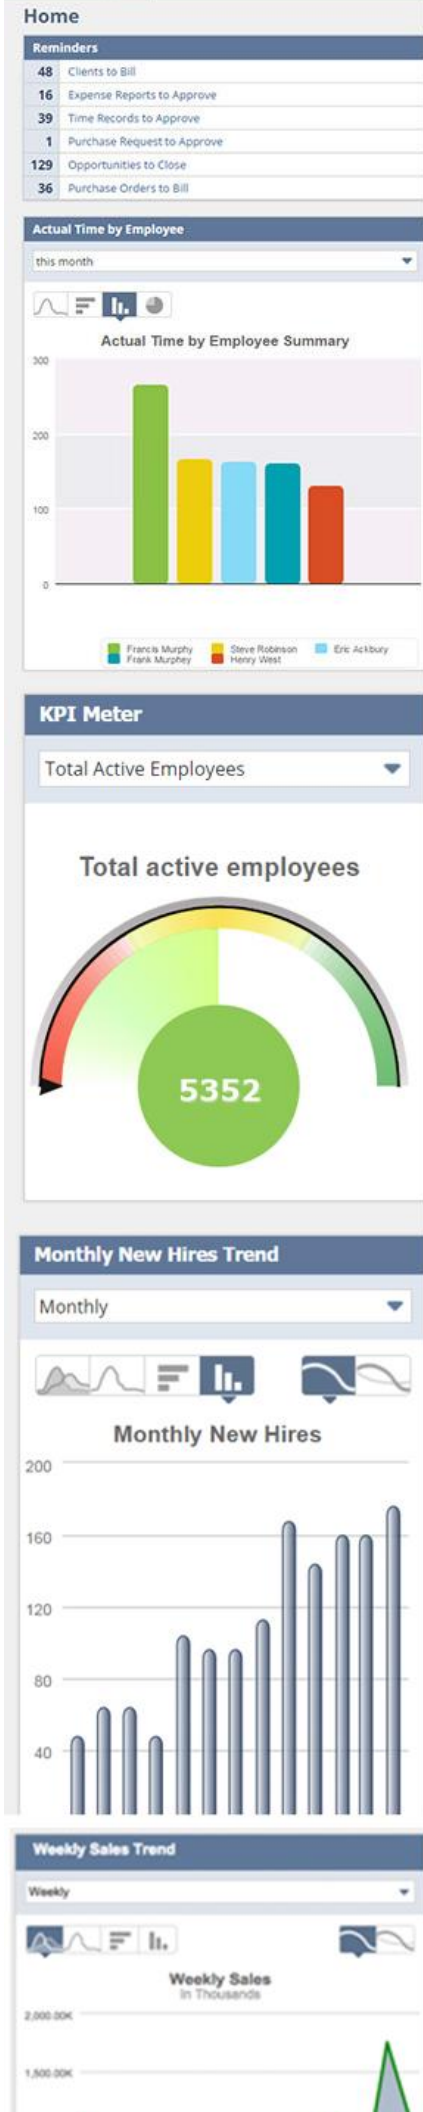 Home
Reminders
48 Clients to Bill
16 Expense Reports to Approve
39 Time Records to Approve
1 Purchase Request to Approve
129 Opportunities to Close
36 Purchase Orders to Bill
Actual Time by Employee
this month
Actual Time by Employee Summary
300
200
100
0
Francis Murphy Steve Robinson Eric Ackbury
Frank Murphey Henry West
KPI Meter
Total Active Employees
Total active employees
5352
Monthly New Hires Trend
Monthly
Monthly New Hires
200
160
120
80
40
Weekly Sales Trend
Weekly
Weekly Sales
In Thousands
2,000.00K
1,500.00K